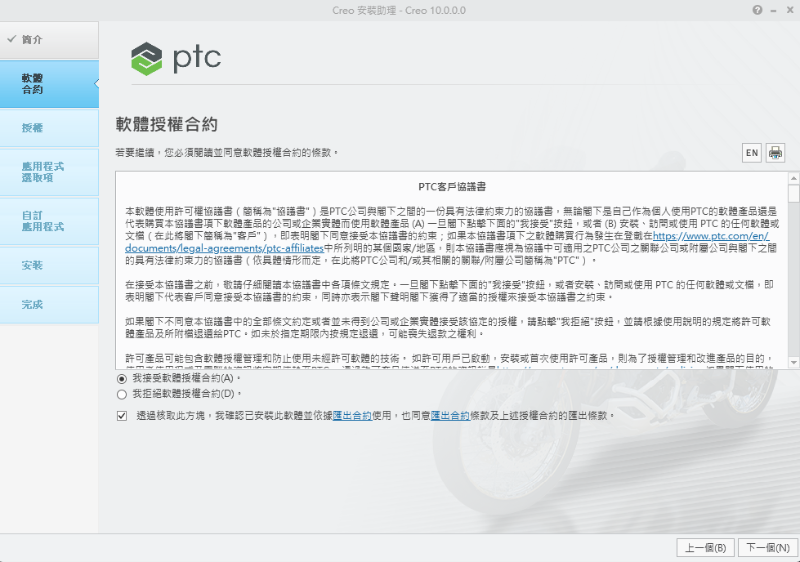 Creo 安裝助理 - Creo 10.0.0.0
簡介
軟體
合約
授權
應用程式
選取項
自訂
應用程式
安裝
完成
ptc
軟體授權合約
若要繼續，您必須閱讀並同意軟體授權合約的條款。
EN
PTC客戶協議書
本軟體使用許可權協議書（簡稱為"協議書"）是PTC公司與閣下之間的一份具有法律約束力的協議書，無論閣下是自己作為個人使用PTC的軟體產品還是
代表購買本協議書項下軟體產品的公司或企業實體而使用軟體產品 (A) 一旦閣下點擊下面的"我接受"按鈕，或者 (B) 安裝、訪問或使用 PTC 的任何軟體或
文檔（在此將閣下簡稱為"客戶"），即表明閣下同意接受本協議書的約束；如果本協議書項下之軟體購買行為發生在登載在https://www.ptc.com/en/
documents/legal-agreements/ptc-affiliates中所列明的某個國家/地區，則本協議書應視為協議中可適用之PTC公司之關聯公司或附屬公司與閣下之間
的具有法律約束力的協議書（依具體情形而定。在此將PTC公司和/或其相關的關聯/附屬公司簡稱為"PTC"）。
在接受本協議書之前，敬請仔細閱讀本協議書中各項條文規定。一旦閣下點擊下面的"我接受"按鈕，或者安裝、訪問或使用 PTC 的任何軟體或文檔，即
表明閣下代表客戶同意接受本協議書的約束，同時亦表示閣下聲明閣下獲得了適當的授權來接受本協議書之約束。
如果閣下不同意本協議書中的全部條文約定或者並未得到公司或企業實體接受該協定的授權，請點擊"我拒絕"按鈕，並請根據使用說明的規定將許可軟
體產品及所附檔退還給PTC。如未於指定期限內按規定退還，可能喪失退款之權利。
許可產品可能包含軟體授權管理和防止使用未經許可軟體的技術。 如許可用戶已啟動，安裝或首次使用許可產品，則為了授權管理和改進產品的目的，
我接受軟體授權合約(A)。
我拒絕軟體授權合約(D)。
透過核取此方塊，我確認已安裝此軟體並依據匯出合約使用，也同意匯出合約條款及上述授權合約的匯出條款。
上一個(B)
下一個(N)